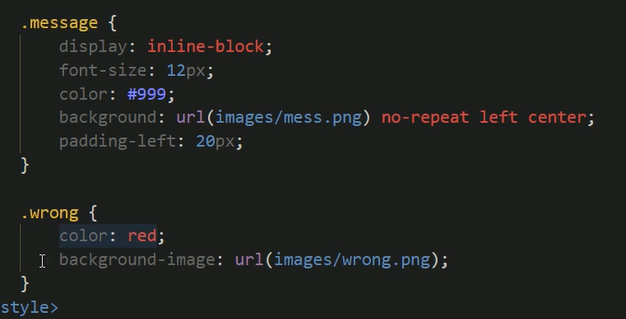 .message {
display: inline-block;
font-size: 12px;
color: #999;
background: url(images/mess.png) no-repeat left center;
padding-left: 20px;
}
.wrong {
color: red;
background-image: url(images/wrong.png);
}
style>